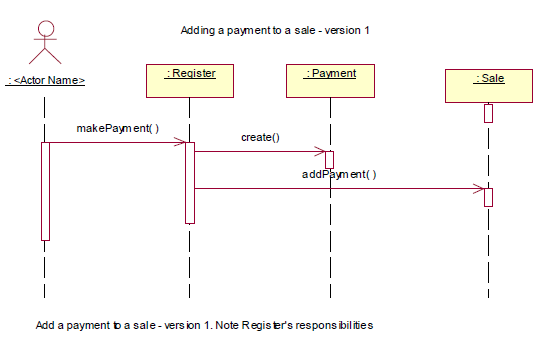 Adding a payment to a sale - version 1
: <Actor Name>
: Register
: Payment
: Sale
makePayment( )
create()
addPayment( )
Add a payment to a sale - version 1. Note Register's responsibilities